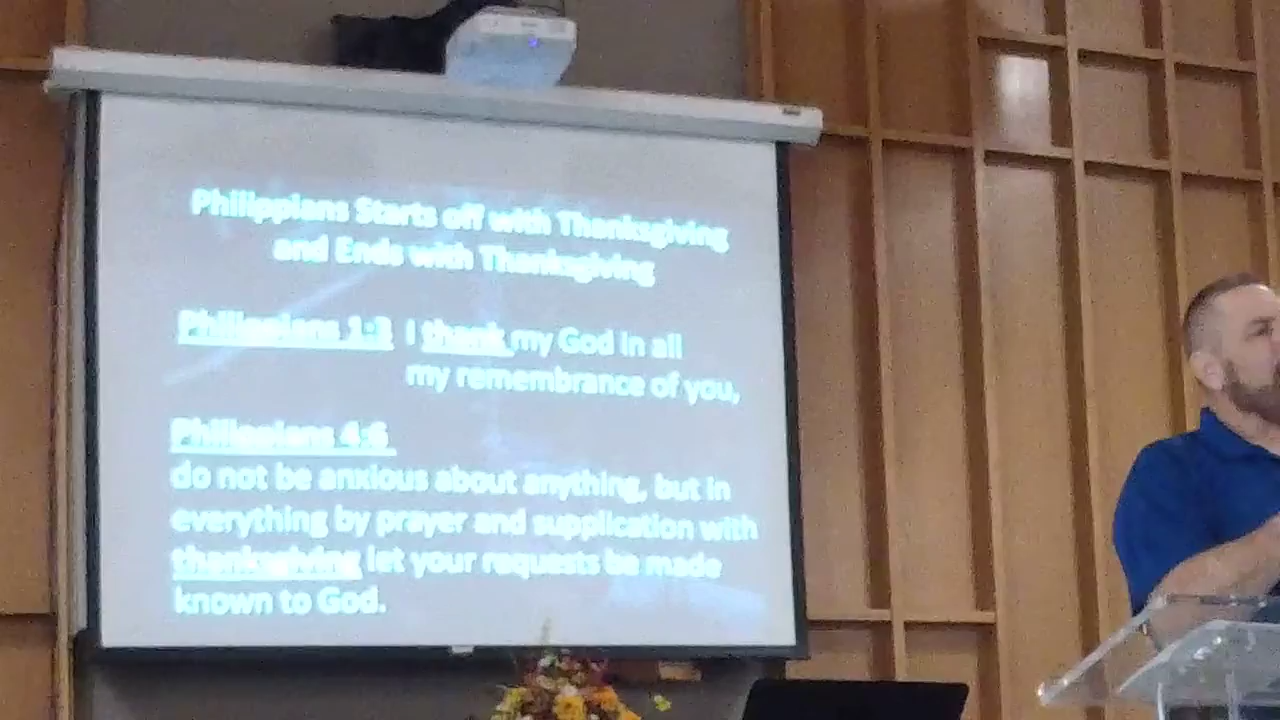 Philippians Starts off with Thanksgiving
and Ends with Thanksgiving
Philippians 1:3 I thank my God in all
my remembrance of you,
Philippians 4:6
do not be anxious about anything, but in
everything by prayer and supplication with
thanksgiving let your requests be made
known to God.